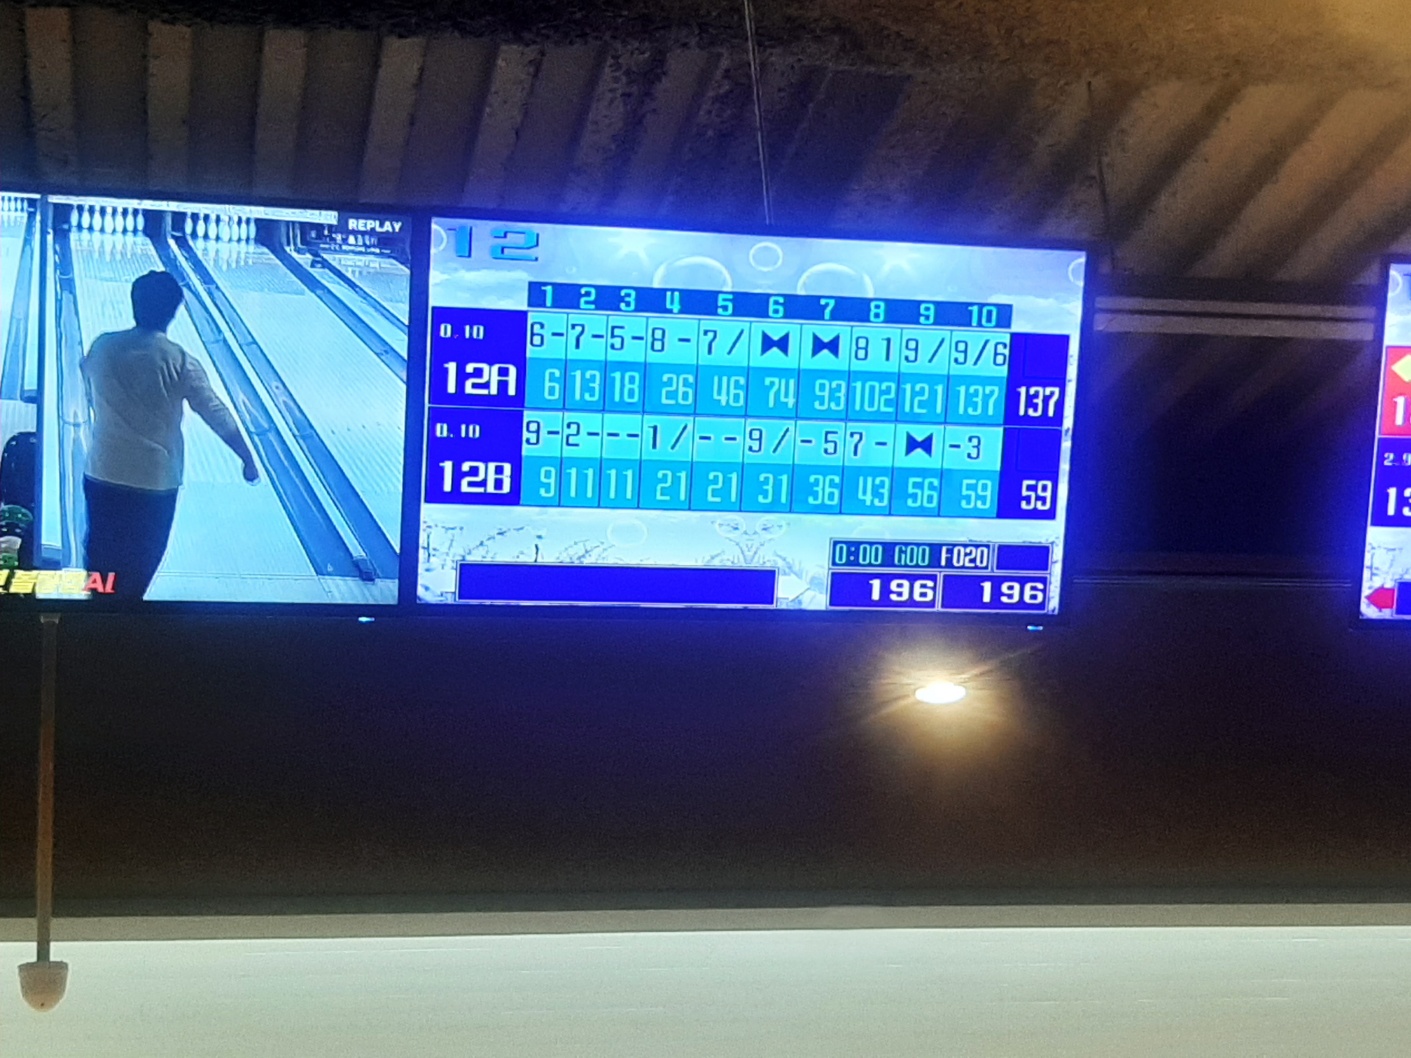 REPLAY
12
1 2 3 4 5 6 7 8 9 10
0.10
6- 7- 5- 8- 7/ ⧓ ⧓ 81 9/ 9/6
12A 6 13 18 26 46 74 93 102 121 137 137
0.10
9- 2- -- 1/ -- 9/ -5 7- ⧓ -3
12B 9 11 11 21 21 31 36 43 56 59 59
0:00 G00 F020
196 196
AI